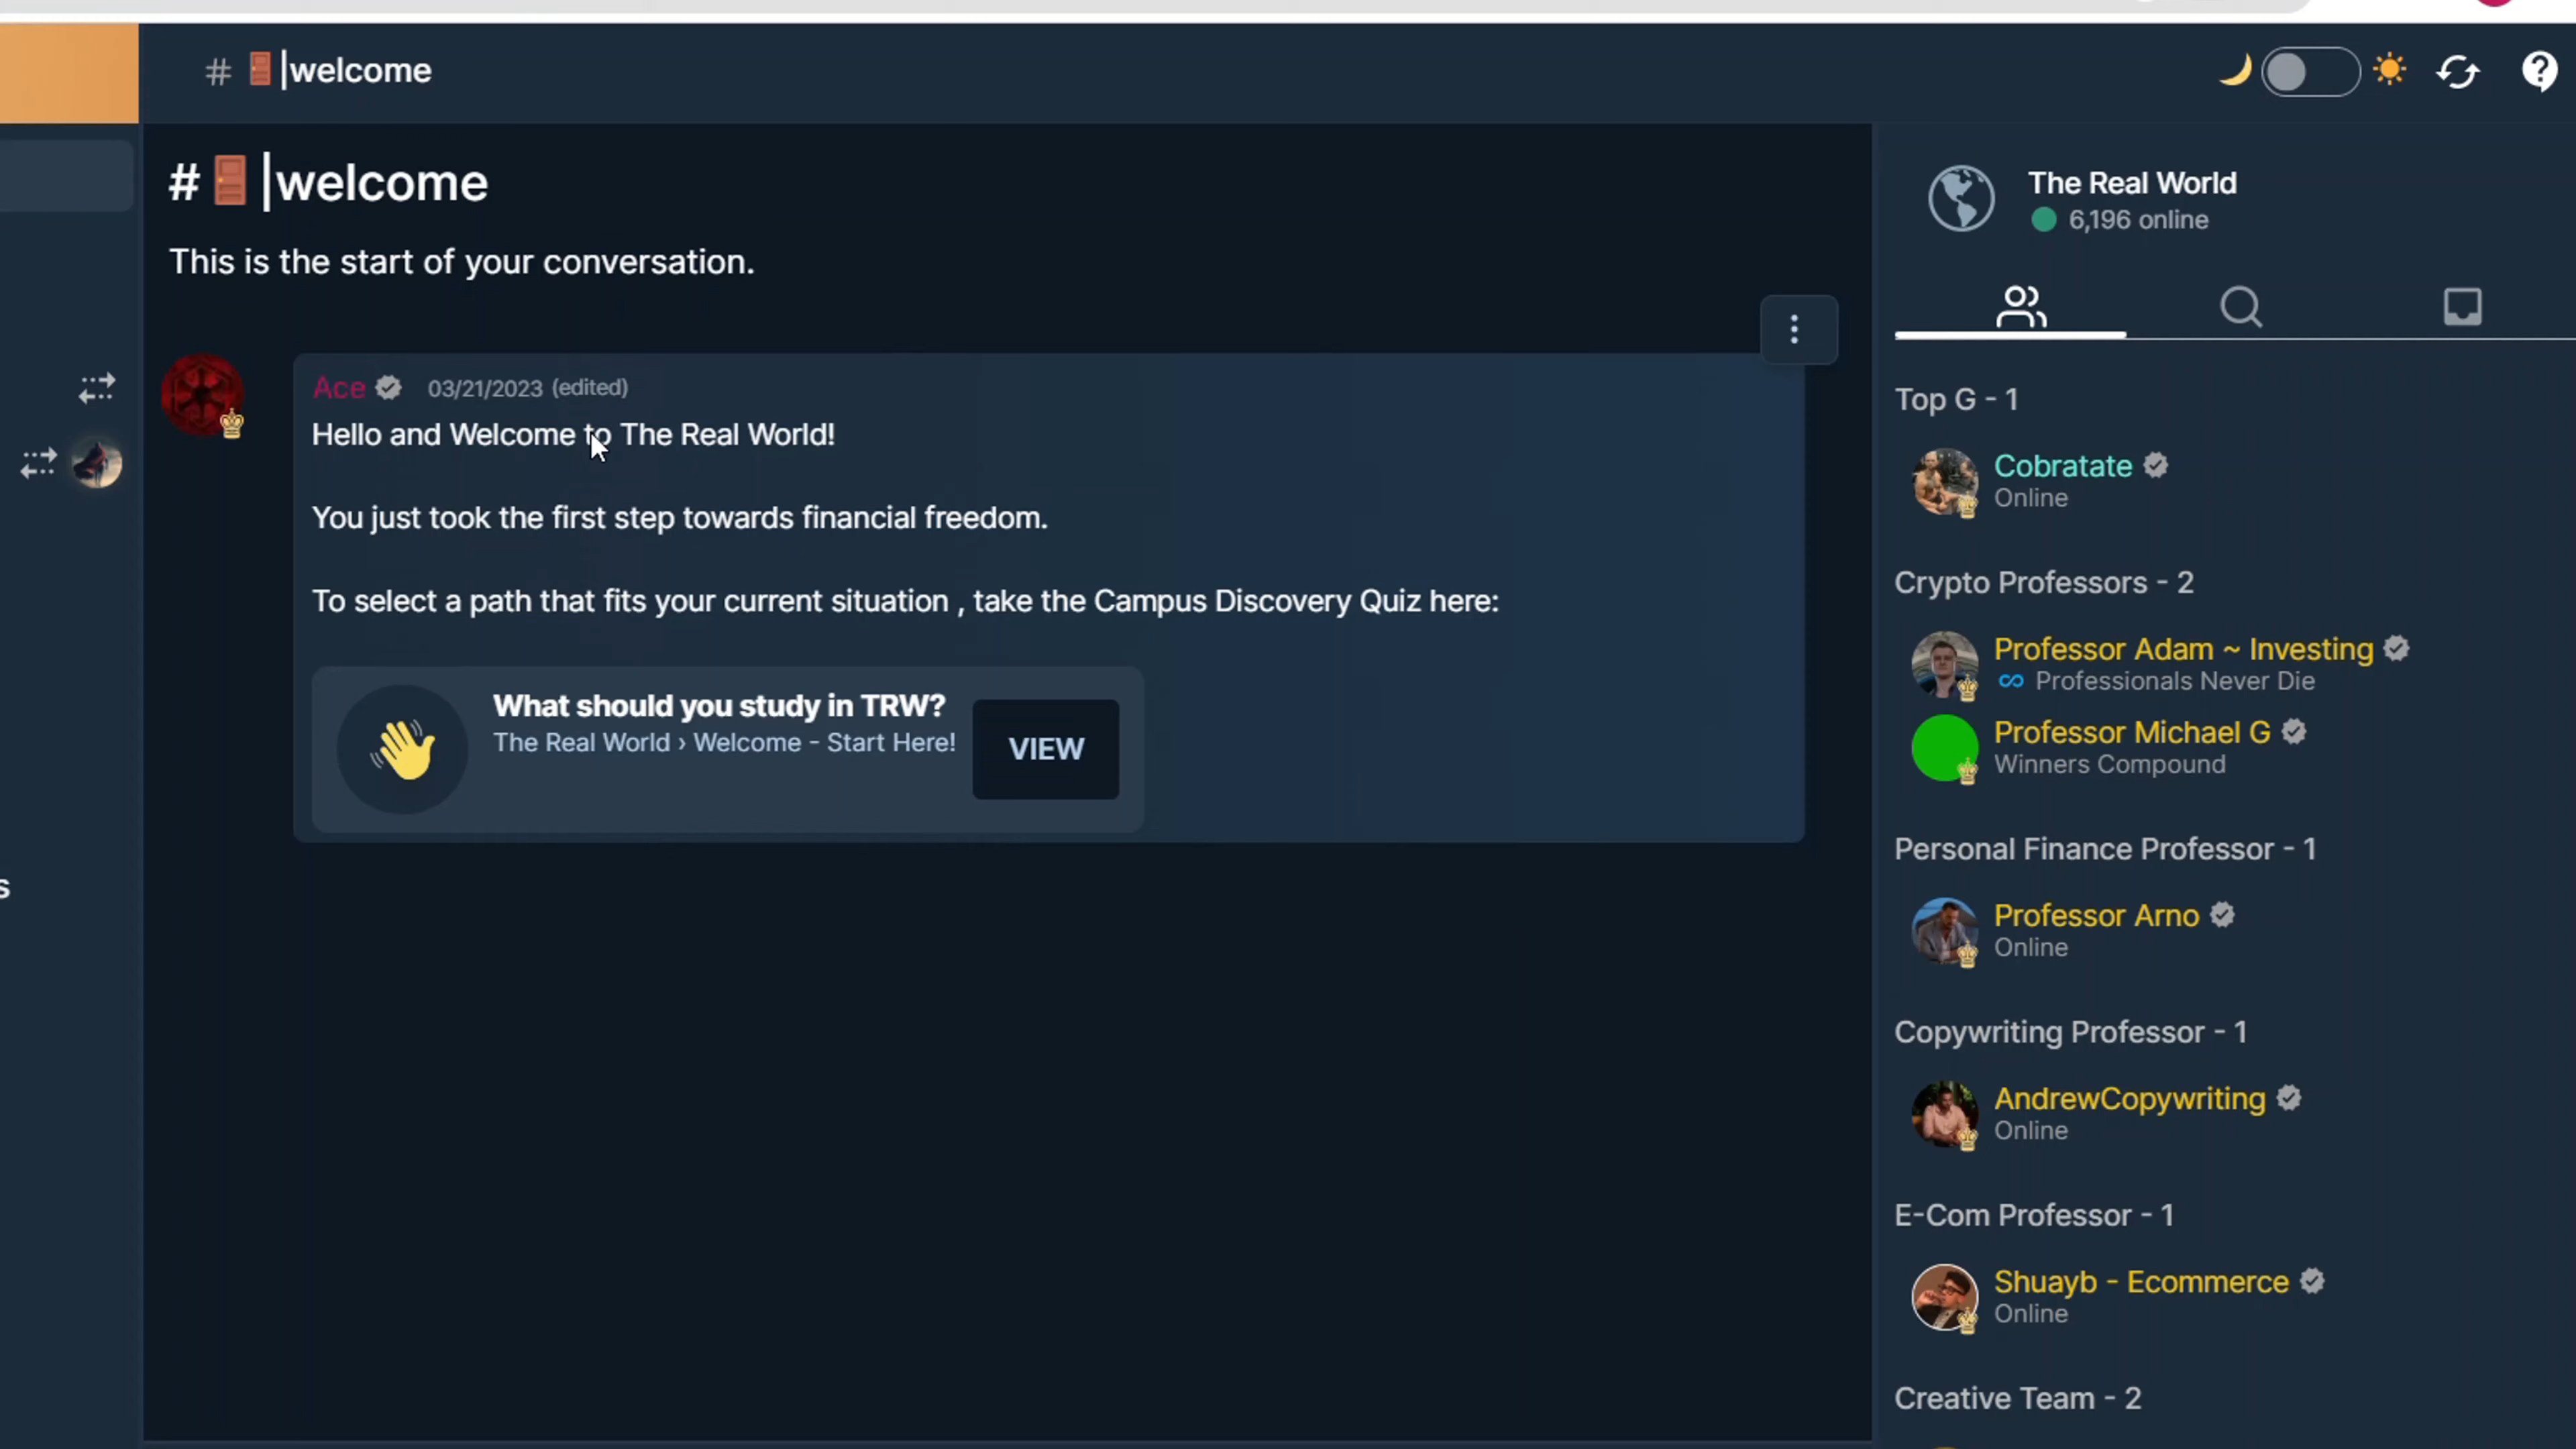 # |welcome
# |welcome
This is the start of your conversation.
Ace 03/21/2023 (edited)
Hello and Welcome to The Real World!
You just took the first step towards financial freedom.
To select a path that fits your current situation , take the Campus Discovery Quiz here:
What should you study in TRW?
The Real World › Welcome - Start Here!
VIEW
s
The Real World
6,196 online
Top G - 1
Cobratate
Online
Crypto Professors - 2
Professor Adam ~ Investing
Professionals Never Die
Professor Michael G
Winners Compound
Personal Finance Professor - 1
Professor Arno
Online
Copywriting Professor - 1
AndrewCopywriting
Online
E-Com Professor - 1
Shuayb - Ecommerce
Online
Creative Team - 2